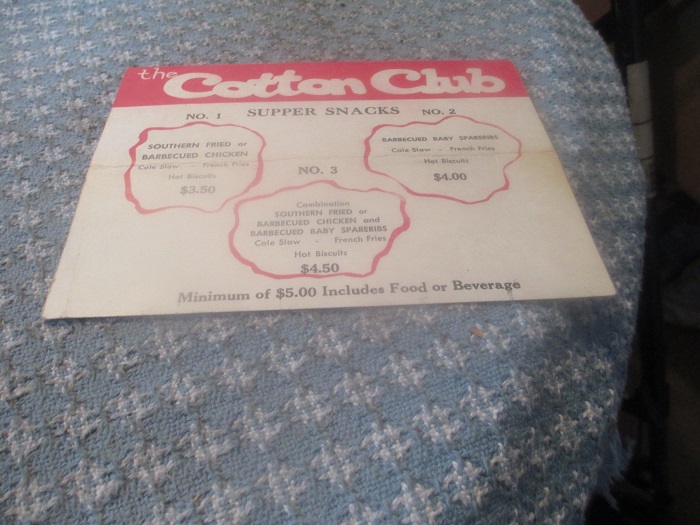 the Cotton Club
NO. 1 SUPPER SNACKS NO. 2
SOUTHERN FRIED or
BARBECUED CHICKEN
Cole Slaw - French Fries
Hot Biscuits
$3.50
BARBECUED BABY SPARERIBS
Cole Slaw - French Fries
Hot Biscuits
$4.00
NO. 3
Combination
SOUTHERN FRIED or
BARBECUED CHICKEN and
BARBECUED BABY SPARERIBS
Cole Slaw - French Fries
Hot Biscuits
$4.50
Minimum of $5.00 Includes Food or Beverage